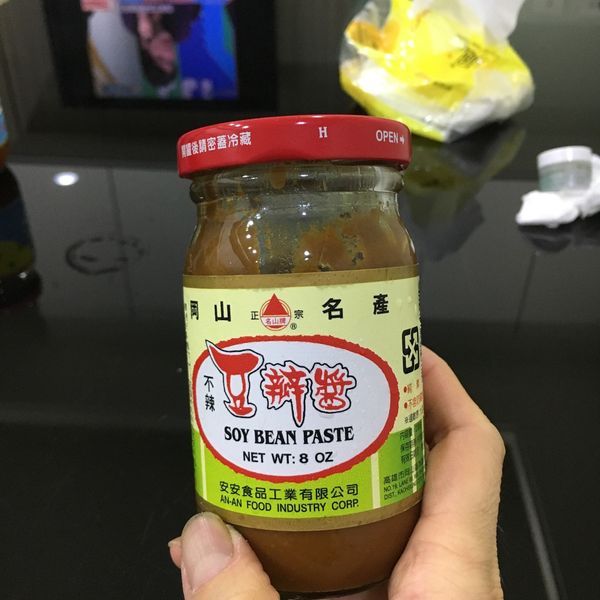 開罐後請密蓋冷藏
H
OPEN
岡山
正
宗
名產
名山牌
®
不辣
豆瓣醬
SOY BEAN PASTE
NET WT: 8 OZ
安安食品工業有限公司
AN-AN FOOD INDUSTRY CORP.